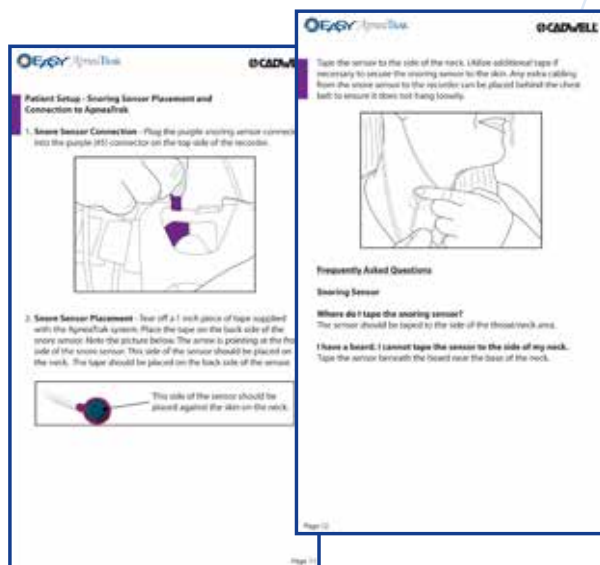 EASY ApneaTrak
CADWE
Patient Setup - Snoring Sensor Placement and
Connection to ApneaTrak
1. Snore Sensor Connection - Plug the purple snoring sensor connec
into the purple (#5) connector on the top side of the recorder.
2. Snore Sensor Placement - Tear off a 1 inch piece of tape supplied
with the ApneaTrak system. Place the tape on the back side of the
snore sensor. Note the picture below. The arrow is pointing at the fro
side of the snore sensor. This side of the sensor should be placed on
the neck. The tape should be placed on the back side of the sensor.
This side of the sensor should be
placed against the skin on the neck.
Page 11
EASY ApneaTrak
CADWELL
Tape the sensor to the side of the neck. Utilize additional tape if
necessary to secure the snoring sensor to the skin. Any extra cabling
from the snore sensor to the recorder can be placed behind the chest
belt to ensure it does not hang loosely.
Frequently Asked Questions
Snoring Sensor
Where do I tape the snoring sensor?
The sensor should be taped to the side of the throat/neck area.
I have a beard. I cannot tape the sensor to the side of my neck.
Tape the sensor beneath the beard near the base of the neck.
Page 12